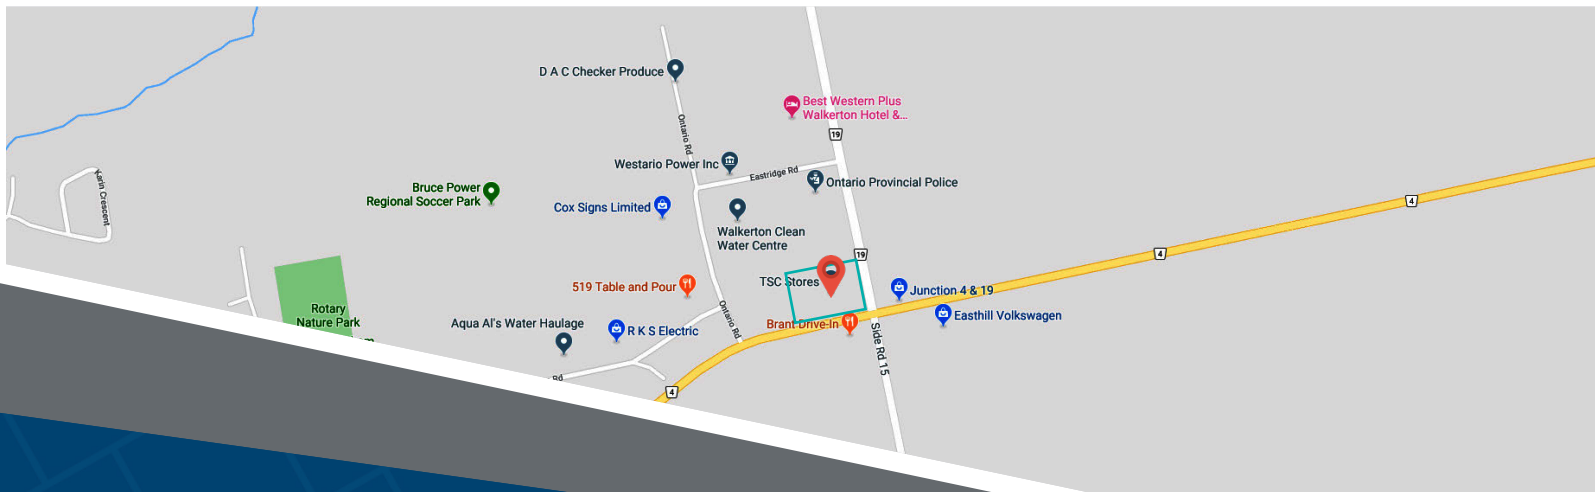 D A C Checker Produce
Best Western Plus
Walkerton Hotel &...
Ontario Rd
19
Westario Power Inc
Eastridge Rd
Ontario Provincial Police
Karin Crescent
Bruce Power
Regional Soccer Park
Cox Signs Limited
4
Walkerton Clean
Water Centre
19
4
TSC Stores
519 Table and Pour
Junction 4 & 19
Rotary
Nature Park
Ontario Rd
Easthill Volkswagen
Aqua Al's Water Haulage
R K S Electric
Brant Drive-In
Side Rd 15
Rd
4